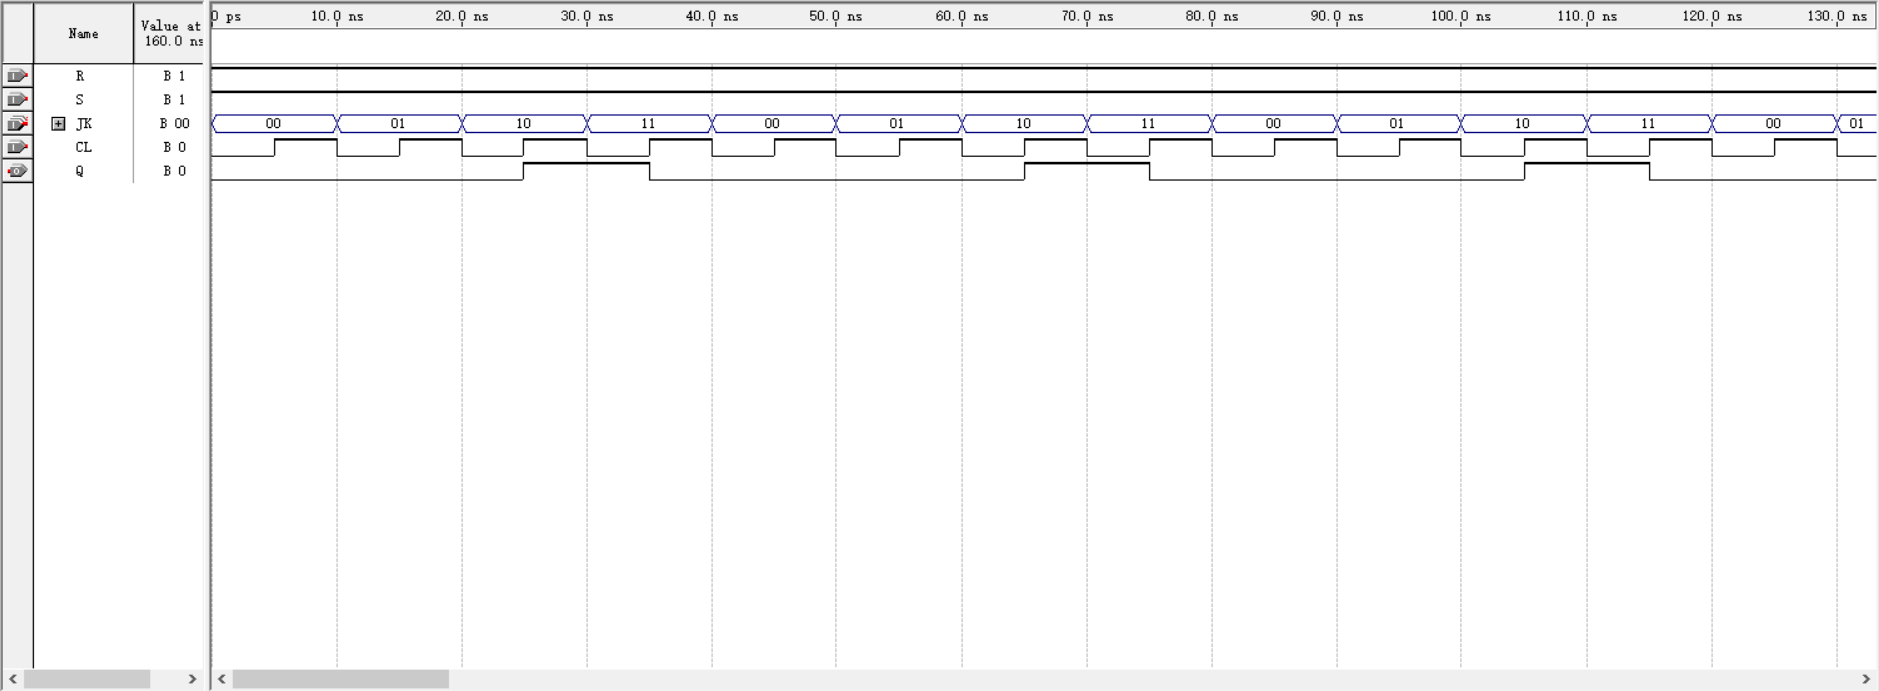 Name
Value at
160.0 ns
0 ps 10.0 ns 20.0 ns 30.0 ns 40.0 ns 50.0 ns 60.0 ns 70.0 ns 80.0 ns 90.0 ns 100.0 ns 110.0 ns 120.0 ns 130.0 ns
R B 1
S B 1
JK B 00 00 01 10 11 00 01 10 11 00 01 10 11 00 01
CL B 0
Q B 0